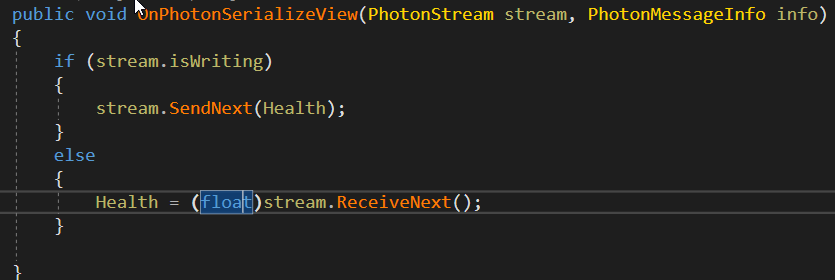 public void OnPhotonSerializeView(PhotonStream stream, PhotonMessageInfo info)
{
if (stream.isWriting)
{
stream.SendNext(Health);
}
else
{
Health = (float)stream.ReceiveNext();
}
}